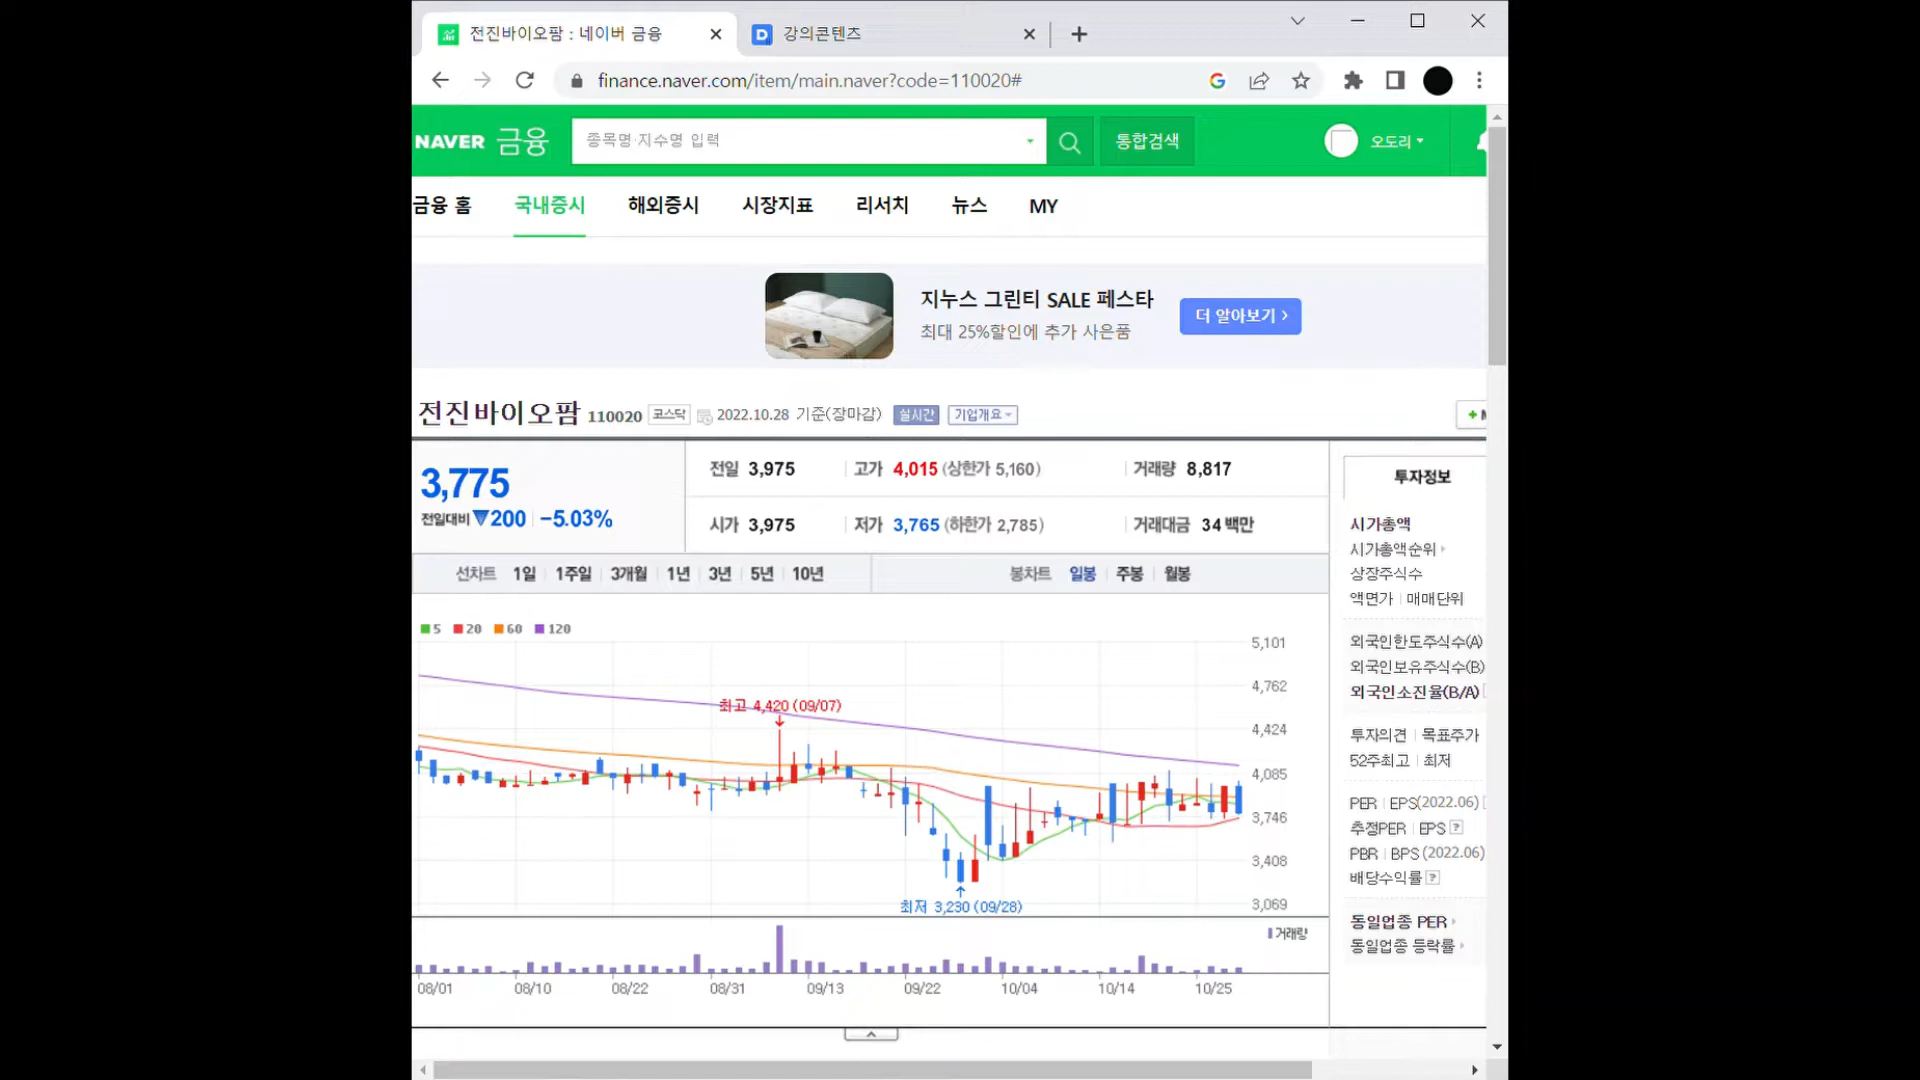 전진바이오팜 : 네이버 금융
강의콘텐츠
finance.naver.com/item/main.naver?code=110020#
NAVER 금융
종목명·지수명 입력
통합검색
오도리
금융 홈 국내증시 해외증시 시장지표 리서치 뉴스 MY
지누스 그린티 SALE 페스타
최대 25%할인에 추가 사은품
더 알아보기 ›
전진바이오팜 110020 코스닥 2022.10.28 기준(장마감) 실시간 기업개요
3,775
전일대비 ▼200 -5.03%
전일 3,975 고가 4,015 (상한가 5,160) 거래량 8,817
시가 3,975 저가 3,765 (하한가 2,785) 거래대금 34 백만
선차트 1일 1주일 3개월 1년 3년 5년 10년
봉차트 일봉 주봉 월봉
5 20 60 120
최고 4,420 (09/07)
최저 3,230 (09/28)
5,101
4,762
4,424
4,085
3,746
3,408
3,069
거래량
08/01 08/10 08/22 08/31 09/13 09/22 10/04 10/14 10/25
투자정보
시가총액
시가총액순위
상장주식수
액면가 | 매매단위
외국인한도주식수(A)
외국인보유주식수(B)
외국인소진율(B/A)
투자의견 | 목표주가
52주최고 | 최저
PER | EPS(2022.06)
추정PER | EPS ?
PBR | BPS (2022.06)
배당수익률 ?
동일업종 PER
동일업종 등락률